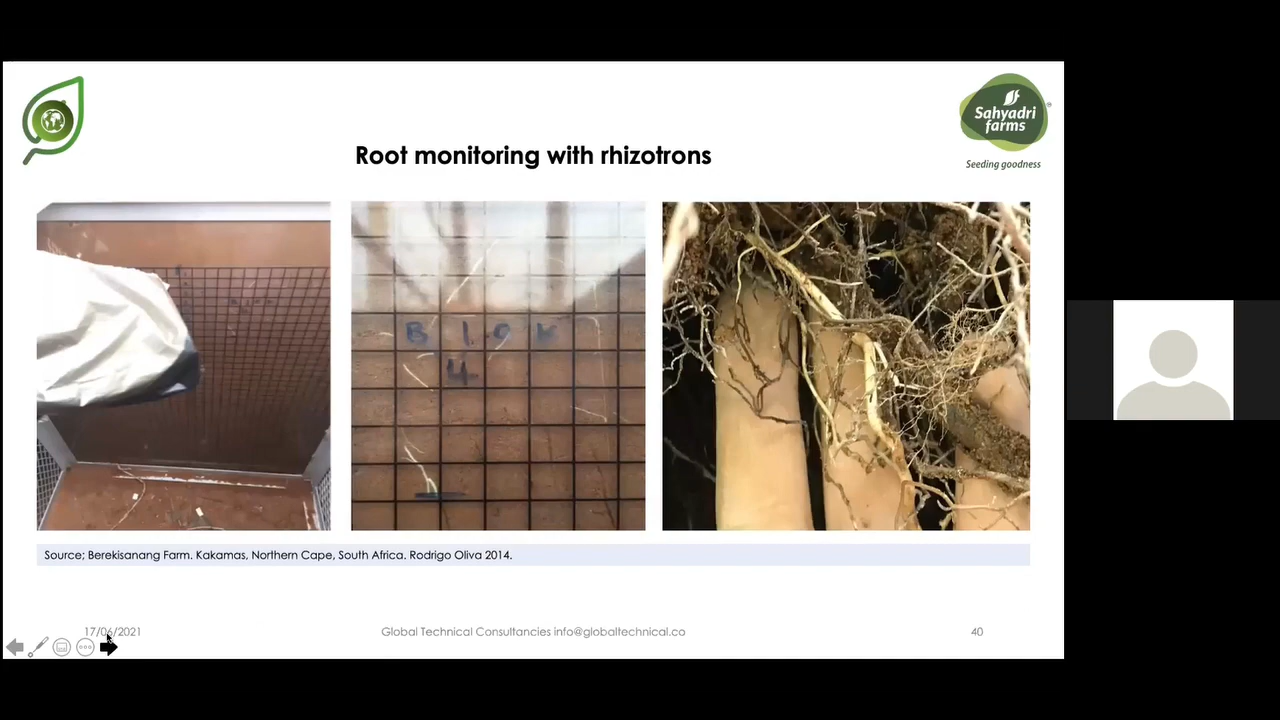 Sahyadri
farms
Seeding goodness
Root monitoring with rhizotrons
B l o k
4
Source; Berekisanang Farm. Kakamas, Northern Cape, South Africa. Rodrigo Oliva 2014.
17/06/2021
Global Technical Consultancies info@globaltechnical.co
40